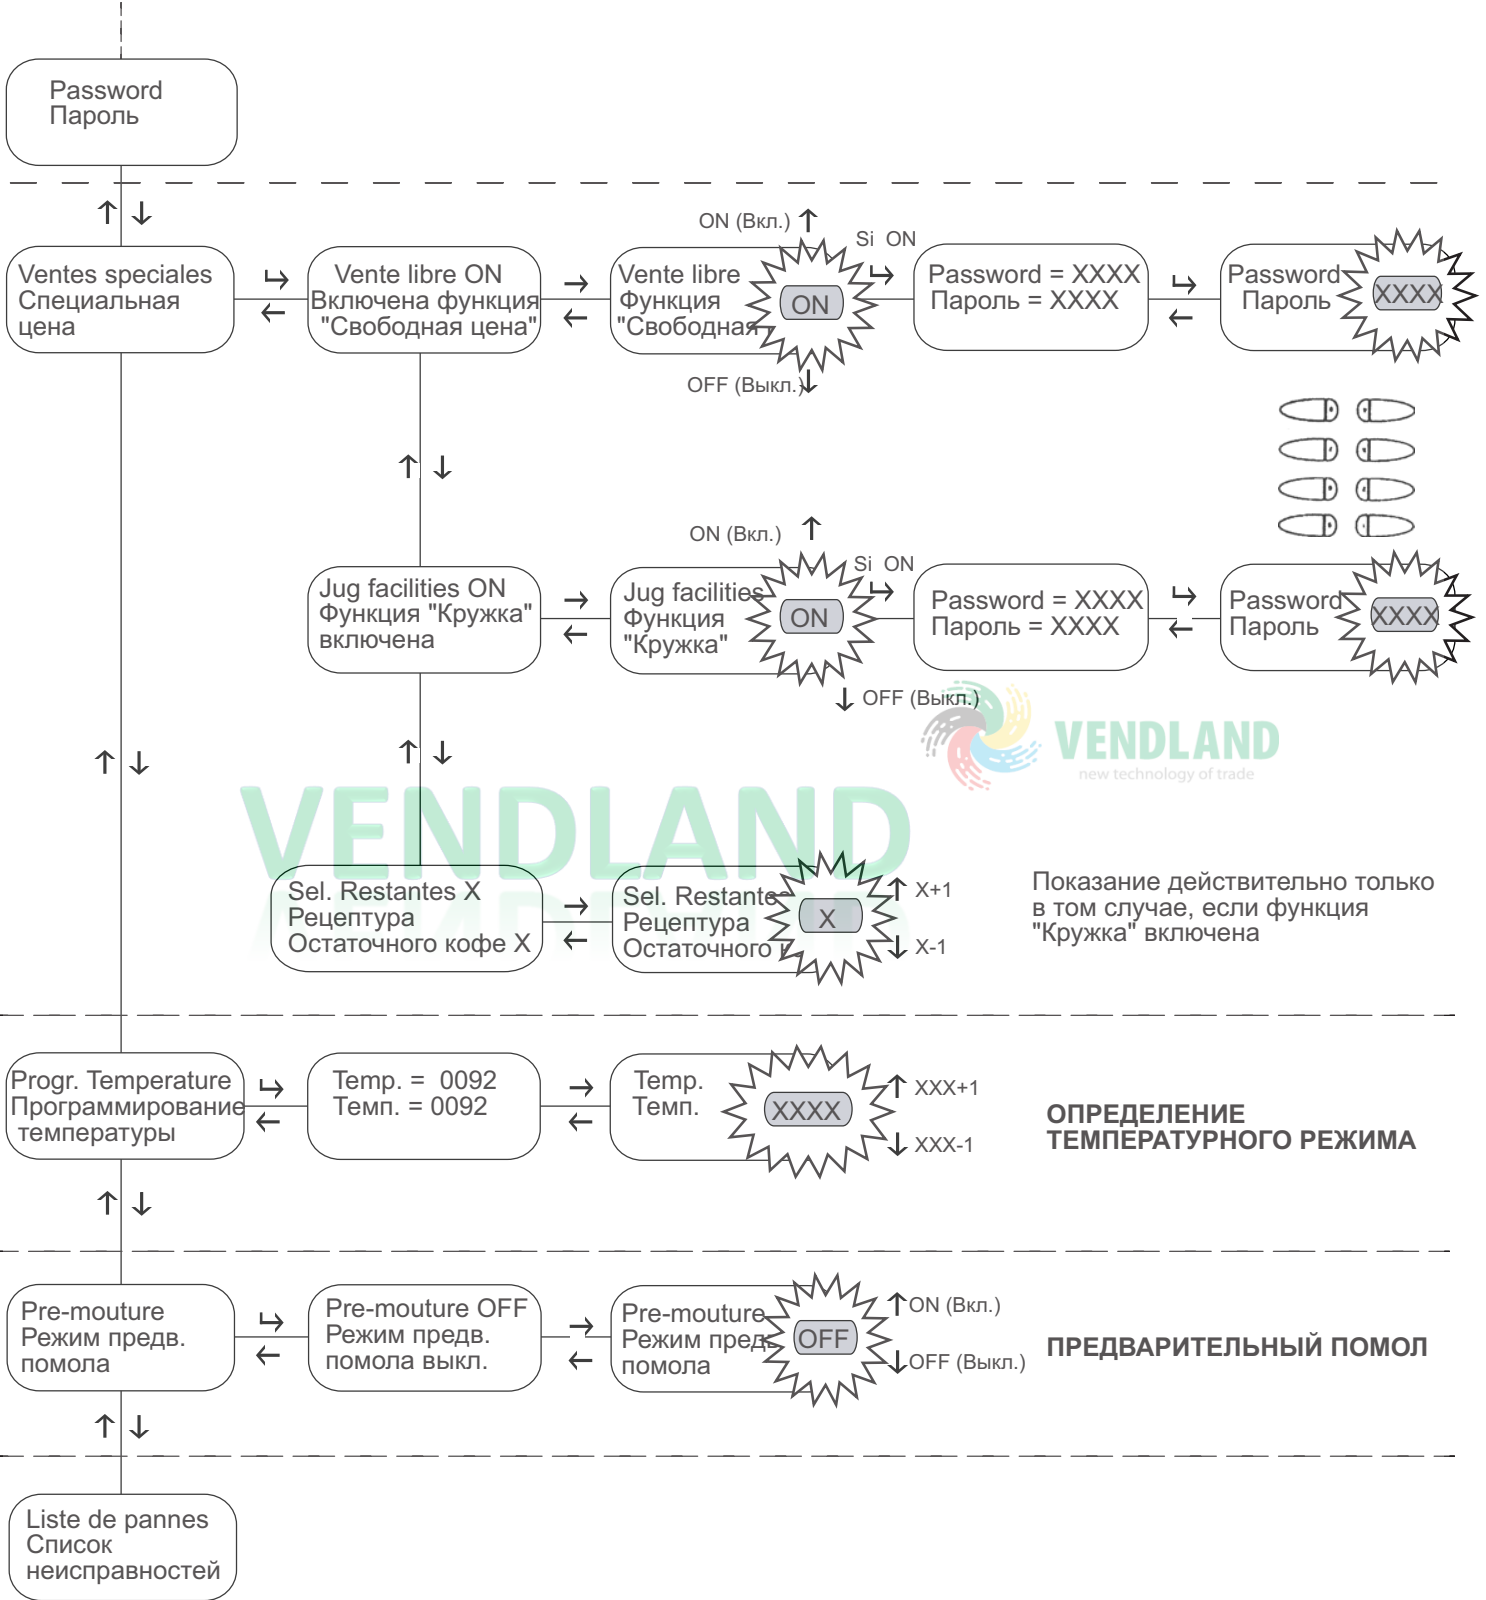 Password
Пароль
Ventes speciales
Специальная
цена
Vente libre ON
Включена функция
"Свободная цена"
ON (Вкл.)
Vente libre
Функция
"Свободная
ON
OFF (Выкл.)
Si ON
Password = XXXX
Пароль = XXXX
Password
Пароль
XXXX
Jug facilities ON
Функция "Кружка"
включена
ON (Вкл.)
Jug facilities
Функция
"Кружка"
ON
OFF (Выкл.)
Si ON
Password = XXXX
Пароль = XXXX
Password
Пароль
XXXX
VENDLAND
new technology of trade
VENDLAND
Sel. Restantes X
Рецептура
Остаточного кофе X
Sel. Restantes
Рецептура
Остаточного
X
X+1
X-1
Показание действительно только
в том случае, если функция
"Кружка" включена
Progr. Temperature
Программирование
температуры
Temp. = 0092
Темп. = 0092
Temp.
Темп.
XXXX
XXX+1
XXX-1
ОПРЕДЕЛЕНИЕ
ТЕМПЕРАТУРНОГО РЕЖИМА
Pre-mouture
Режим предв.
помола
Pre-mouture OFF
Режим предв.
помола выкл.
Pre-mouture
Режим предв
помола
OFF
ON (Вкл.)
OFF (Выкл.)
ПРЕДВАРИТЕЛЬНЫЙ ПОМОЛ
Liste de pannes
Список
неисправностей